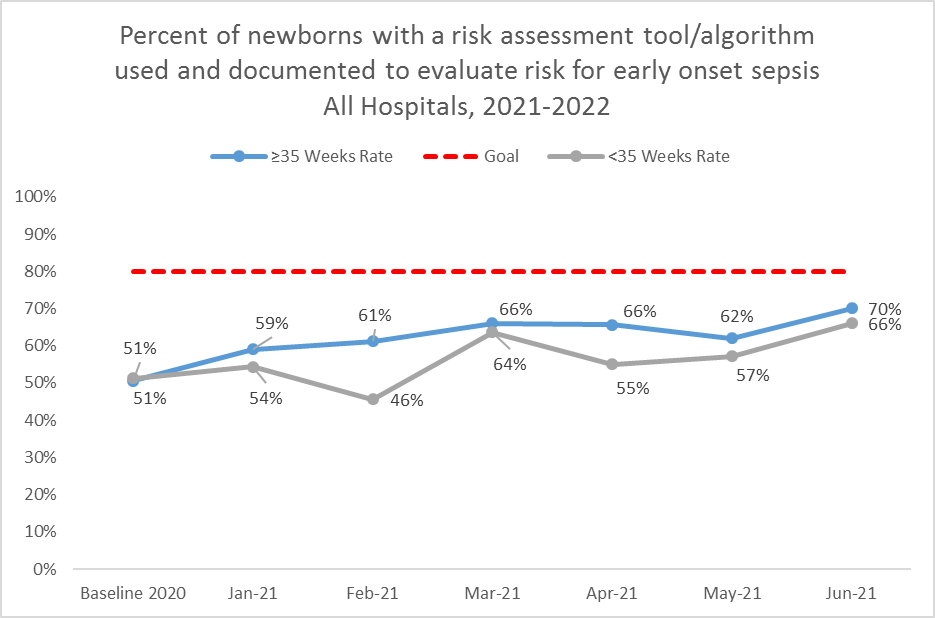 Percent of newborns with a risk assessment tool/algorithm
used and documented to evaluate risk for early onset sepsis
All Hospitals, 2021-2022
≥35 Weeks Rate Goal <35 Weeks Rate
100%
90%
80%
70%
60%
50%
40%
30%
20%
10%
0%
51% 59% 61% 66% 66% 62% 70%
51% 54% 46% 64% 55% 57% 66%
Baseline 2020 Jan-21 Feb-21 Mar-21 Apr-21 May-21 Jun-21